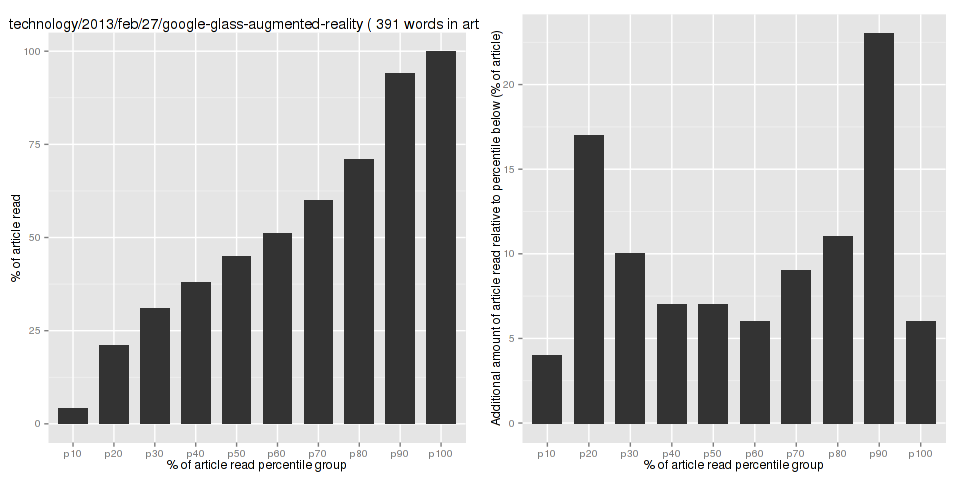 technology/2013/feb/27/google-glass-augmented-reality ( 391 words in art
% of article read
100
75
50
25
0
p10 p20 p30 p40 p50 p60 p70 p80 p90 p100
% of article read percentile group
Additional amount of article read relative to percentile below (% of article)
20
15
10
5
0
p10 p20 p30 p40 p50 p60 p70 p80 p90 p100
% of article read percentile group